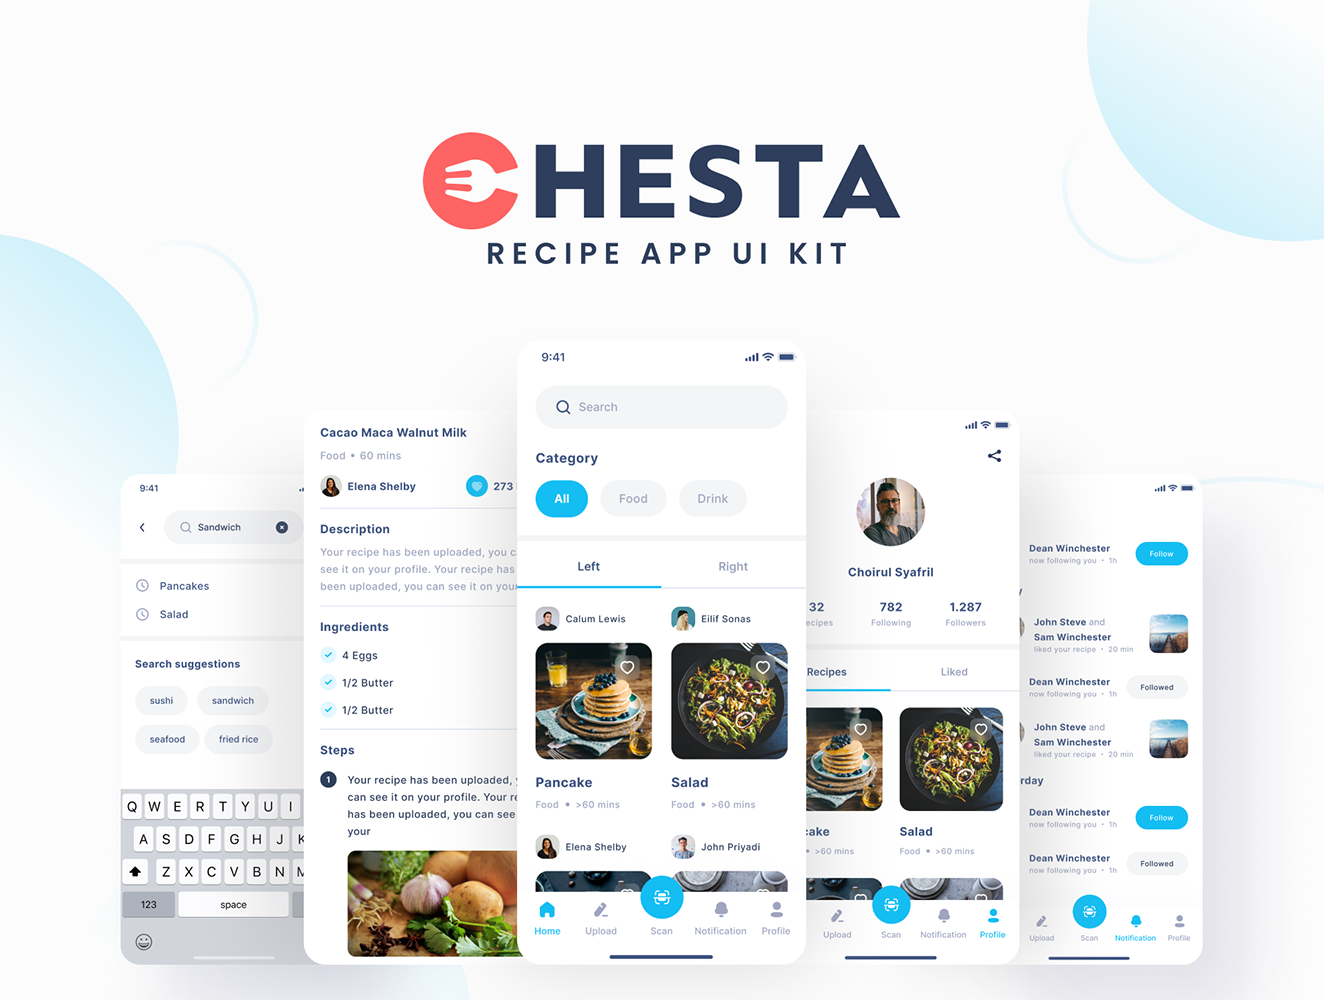 CHESTA
RECIPE APP UI KIT
9:41
Sandwich
Pancakes
Salad
Search suggestions
sushi
sandwich
seafood
fried rice
Q W E R T Y U I
A S D F G H J K
Z X C V B N M
123
space
Cacao Maca Walnut Milk
Food • 60 mins
Elena Shelby
273
Description
Your recipe has been uploaded, you c
see it on your profile. Your recipe has
been uploaded, you can see it on your
Ingredients
4 Eggs
1/2 Butter
1/2 Butter
Steps
1
Your recipe has been uploaded,
can see it on your profile. Your re
has been uploaded, you can see
your
9:41
Search
Category
All
Food
Drink
Left
Right
Calum Lewis
Eilif Sonas
Pancake
Salad
Food • >60 mins
Food • >60 mins
Elena Shelby
John Priyadi
Home
Upload
Scan
Notification
Profile
Choirul Syafril
32
782
1.287
ecipes
Following
Followers
Recipes
Liked
cake
Salad
• >60 mins
Food • >60 mins
Upload
Scan
Notification
Profile
Dean Winchester
now following you • 1h
Follow
y
John Steve and
Sam Winchester
liked your recipe • 20 min
Dean Winchester
now following you • 1h
Followed
John Steve and
Sam Winchester
liked your recipe • 20 min
rday
Dean Winchester
now following you • 1h
Follow
Dean Winchester
now following you • 1h
Followed
Upload
Scan
Notification
Profile